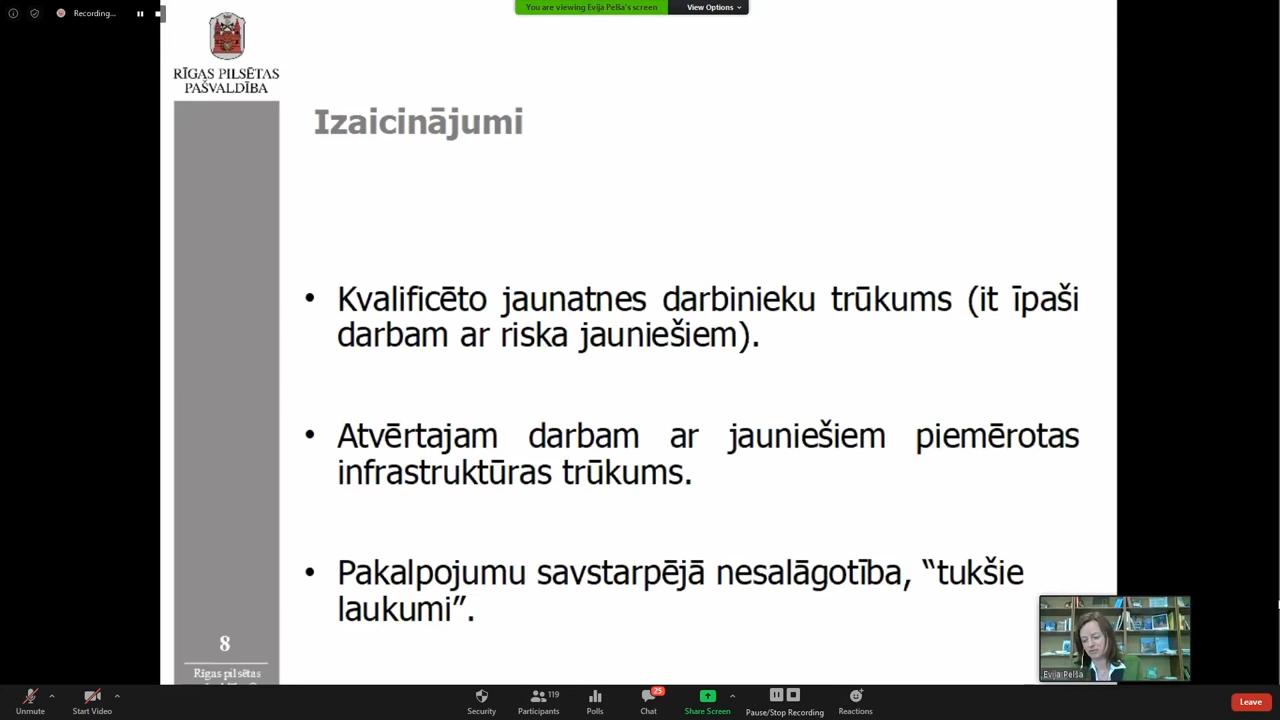 Recording...
You are viewing Evija Pelša's screen
View Options
RĪGAS PILSĒTAS
PAŠVALDĪBA
Izaicinājumi
• Kvalificēto jaunatnes darbinieku trūkums (it īpaši
darbam ar riska jauniešiem).
• Atvērtajam darbam ar jauniešiem piemērotas
infrastruktūras trūkums.
• Pakalpojumu savstarpējā nesalāgotība, “tukšie
laukumi”.
8
Rīgas pilsētas
Evija Pelša
Unmute
Start Video
Security
Participants 119
Polls
Chat 25
Share Screen
Pause/Stop Recording
Reactions
Leave